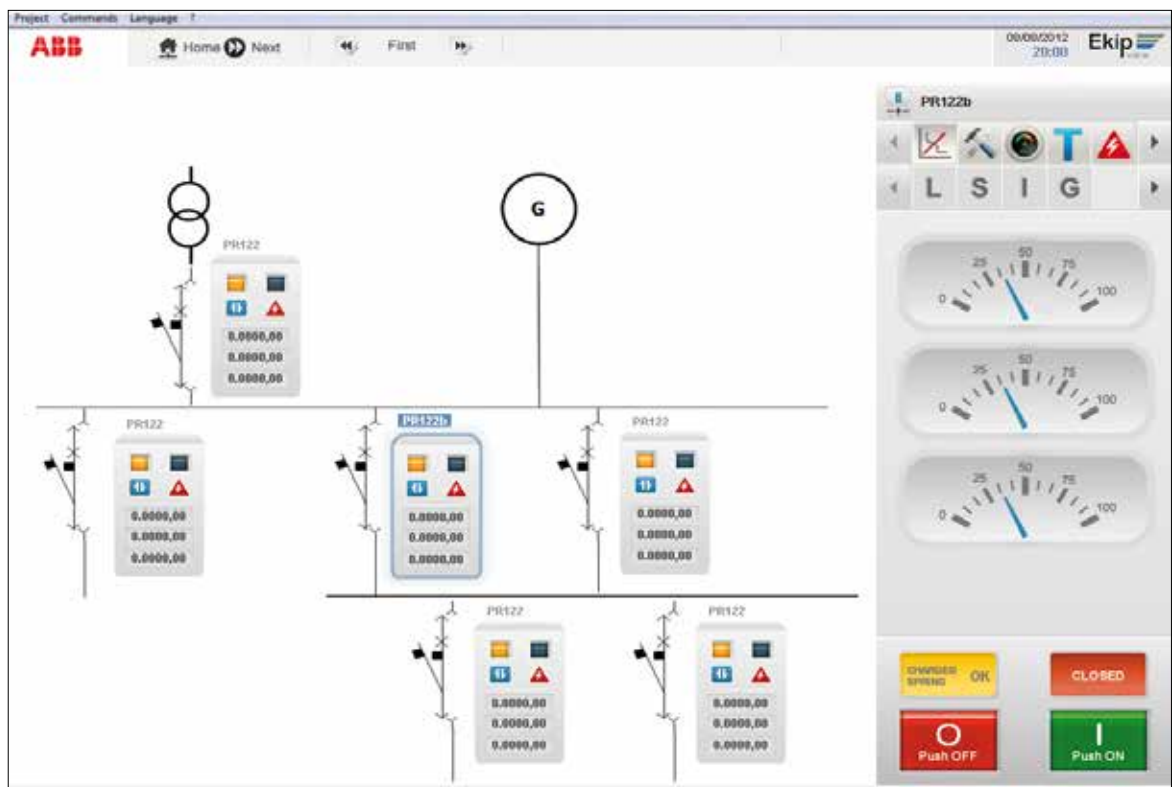 Project Commands Language ?
ABB Home Next First 09/09/2012 Ekip
20:00
PR122b
L S I G
G
PR122
0.0000,00
0.0000,00
0.0000,00
0 25 50 75 100
0 25 50 75 100
0 25 50 75 100
PR122
0.0000,00
0.0000,00
0.0000,00
PR122b
0.0000,00
0.0000,00
0.0000,00
PR122
0.0000,00
0.0000,00
0.0000,00
PR122
0.0000,00
0.0000,00
0.0000,00
PR122
0.0000,00
0.0000,00
0.0000,00
CHARGED
SPRING OK
CLOSED
O
Push OFF
I
Push ON